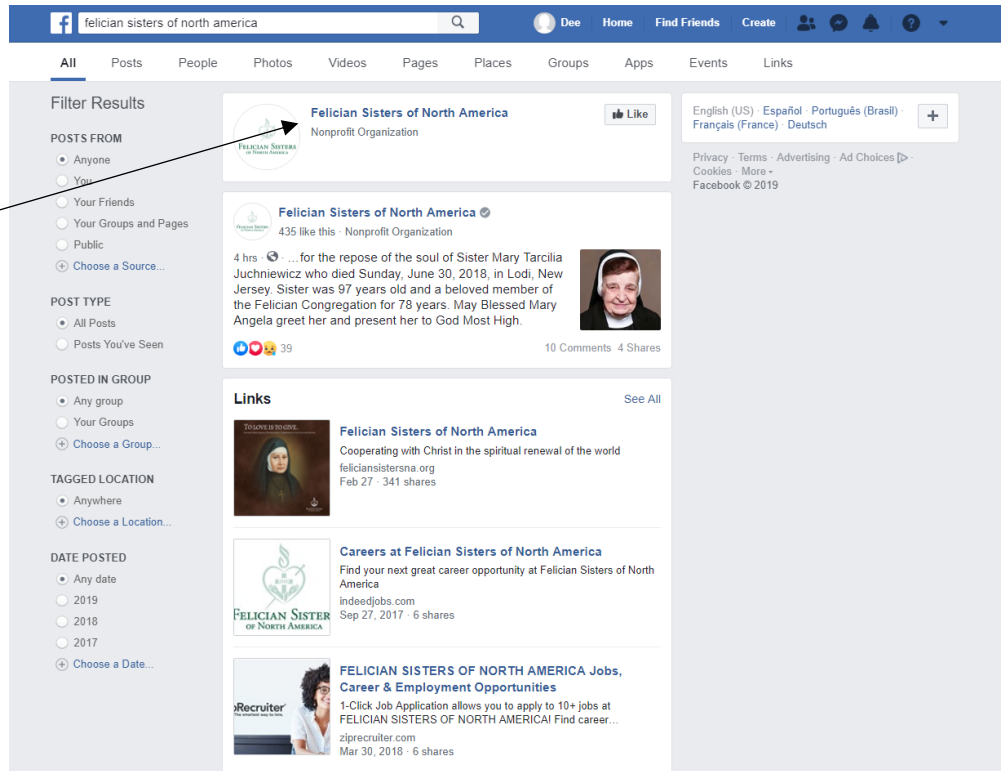 felician sisters of north america
Dee Home Find Friends Create
All Posts People Photos Videos Pages Places Groups Apps Events Links
Filter Results
POSTS FROM
Anyone
You
Your Friends
Your Groups and Pages
Public
Choose a Source...
POST TYPE
All Posts
Posts You've Seen
POSTED IN GROUP
Any group
Your Groups
Choose a Group...
TAGGED LOCATION
Anywhere
Choose a Location...
DATE POSTED
Any date
2019
2018
2017
Choose a Date...
FELICIAN SISTERS
OF NORTH AMERICA
Felician Sisters of North America
Nonprofit Organization
Like
Felician Sisters of North America
435 like this · Nonprofit Organization
4 hrs · · …for the repose of the soul of Sister Mary Tarcilia
Juchniewicz who died Sunday, June 30, 2018, in Lodi, New
Jersey. Sister was 97 years old and a beloved member of
the Felician Congregation for 78 years. May Blessed Mary
Angela greet her and present her to God Most High.
39
10 Comments 4 Shares
Links
See All
TO LOVE IS TO GIVE.
Felician Sisters of North America
Cooperating with Christ in the spiritual renewal of the world
feliciansistersna.org
Feb 27 · 341 shares
FELICIAN SISTER
OF NORTH AMERICA
Careers at Felician Sisters of North America
Find your next great career opportunity at Felician Sisters of North
America
indeedjobs.com
Sep 27, 2017 · 6 shares
pRecruiter
The smartest way to hire.
FELICIAN SISTERS OF NORTH AMERICA Jobs,
Career & Employment Opportunities
1-Click Job Application allows you to apply to 10+ jobs at
FELICIAN SISTERS OF NORTH AMERICA! Find career…
ziprecruiter.com
Mar 30, 2018 · 6 shares
English (US) · Español · Português (Brasil) ·
Français (France) · Deutsch
Privacy · Terms · Advertising · Ad Choices ·
Cookies · More
Facebook © 2019